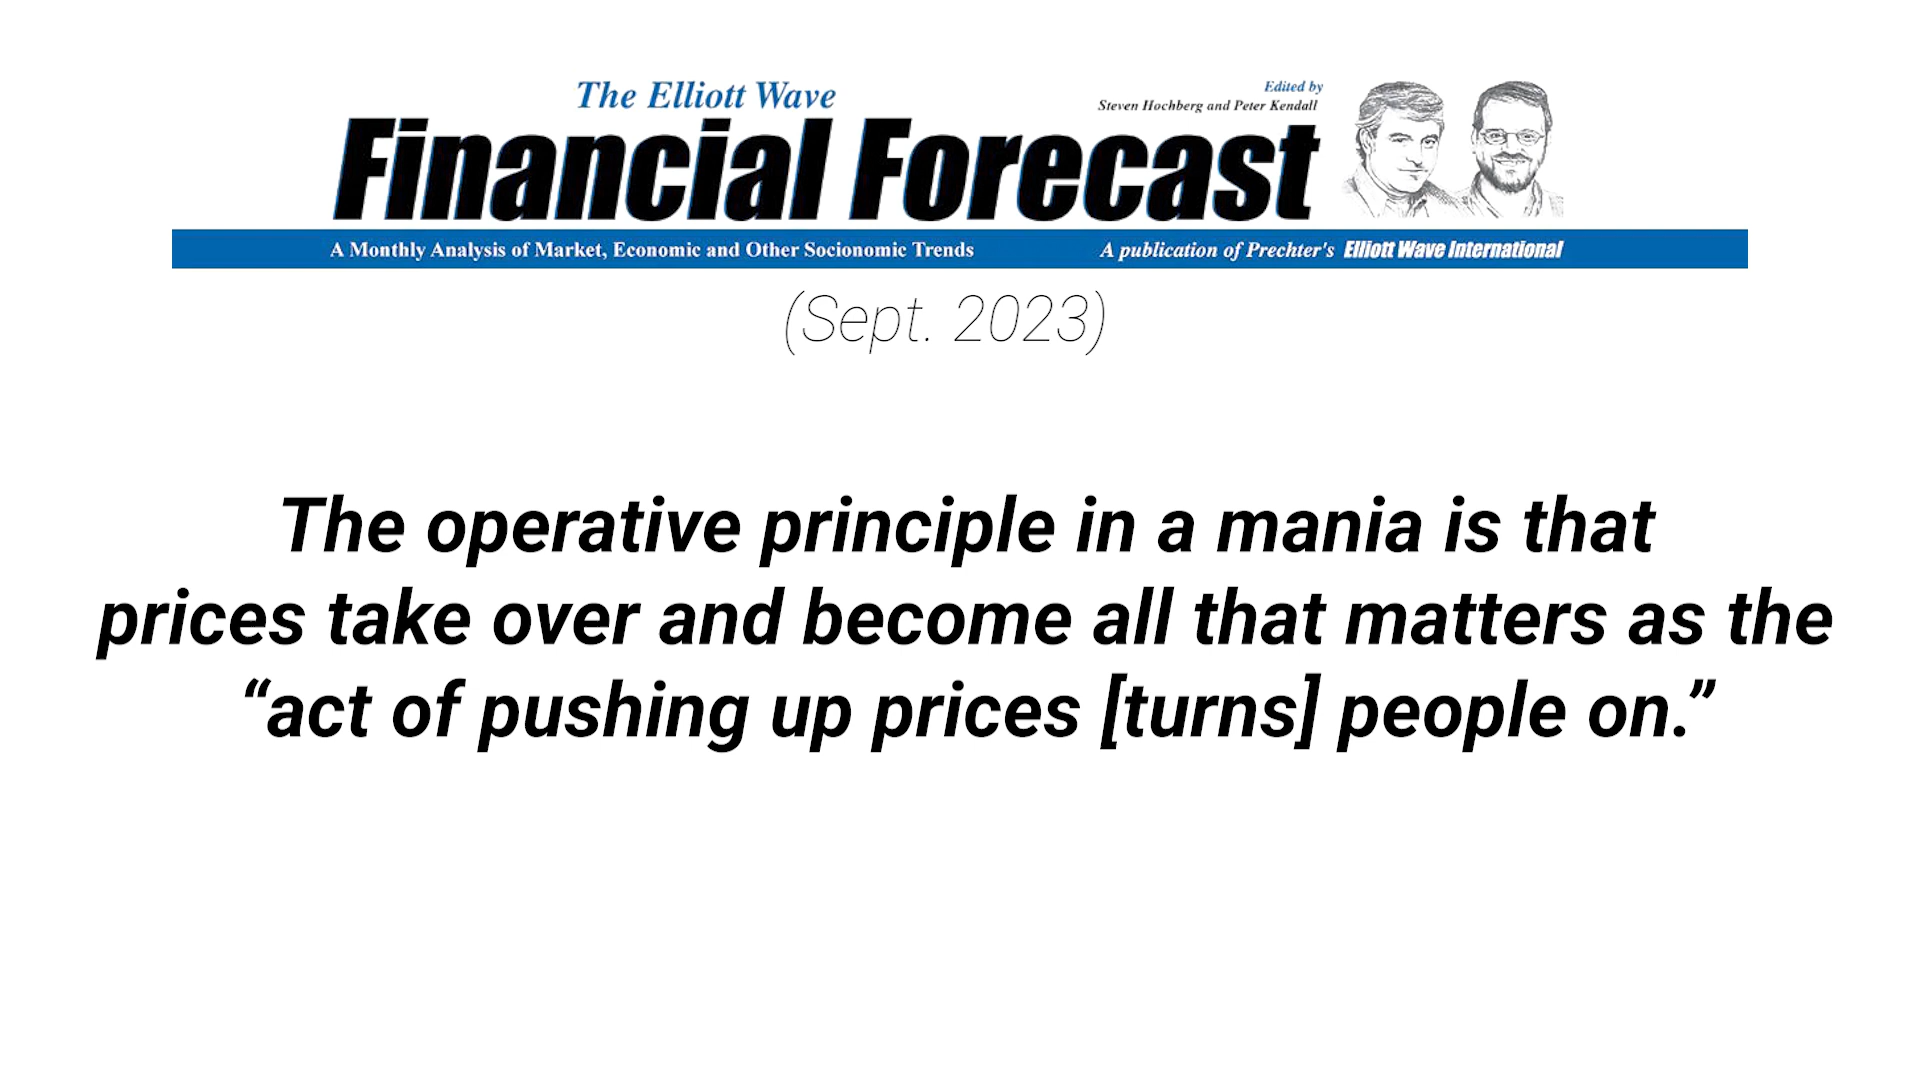 The Elliott Wave
Edited by
Steven Hochberg and Peter Kendall
Financial Forecast
A Monthly Analysis of Market, Economic and Other Socionomic Trends
A publication of Prechter's Elliott Wave International
(Sept. 2023)
The operative principle in a mania is that
prices take over and become all that matters as the
“act of pushing up prices [turns] people on.”